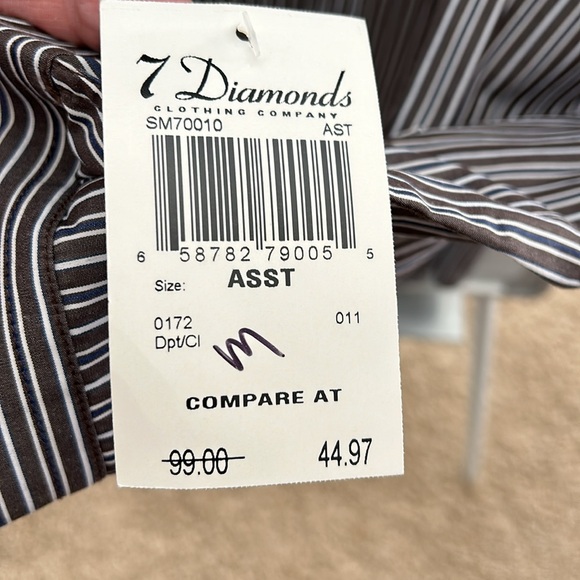 7 Diamonds
CLOTHING COMPANY
SM70010 AST
6 58782 79005 5
Size: ASST
0172 011
Dpt/Cl M
COMPARE AT
99.00 44.97